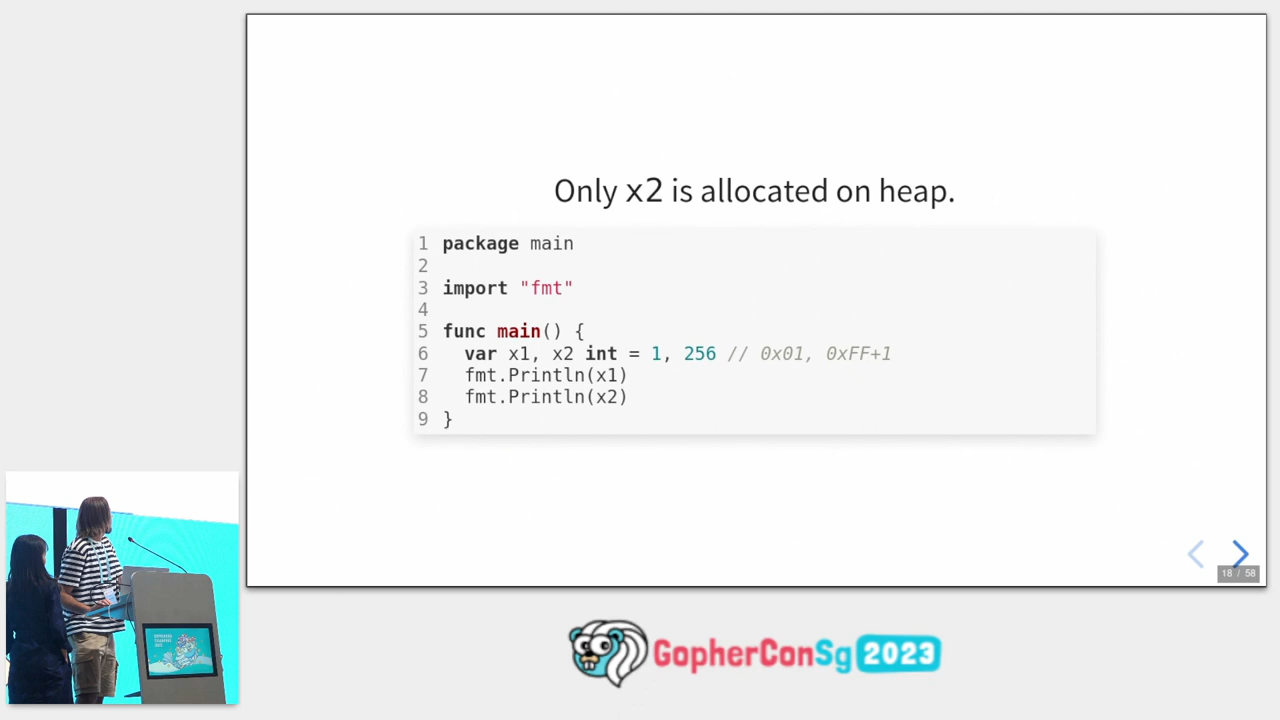 Only x2 is allocated on heap.
1 package main
2
3 import "fmt"
4
5 func main() {
6 var x1, x2 int = 1, 256 // 0x01, 0xFF+1
7 fmt.Println(x1)
8 fmt.Println(x2)
9 }
18 / 58
GopherConSg 2023